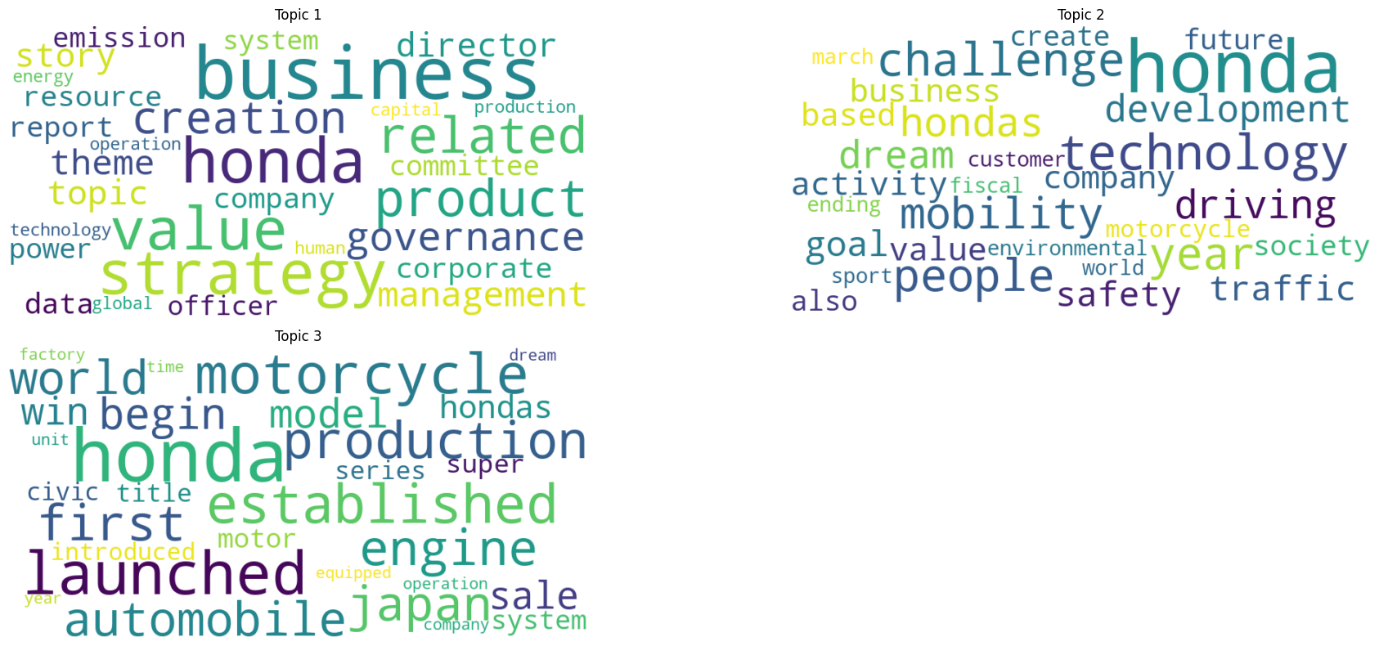 Topic 1
emission system director
story business
energy
resource capital production
report creation related
operation
theme honda committee
topic company product
technology value governance
power human
strategy corporate
data global officer management
Topic 2
march create future
challenge honda
business development
based hondas
dream customer technology
activity fiscal company driving
ending mobility
goal value environmental motorcycle year society
sport people world
also safety traffic
Topic 3
factory time dream
world motorcycle
win begin model hondas
unit honda production
series super
civic title established
first motor
introduced engine
launched equipped
year operation sale
automobile japan company system